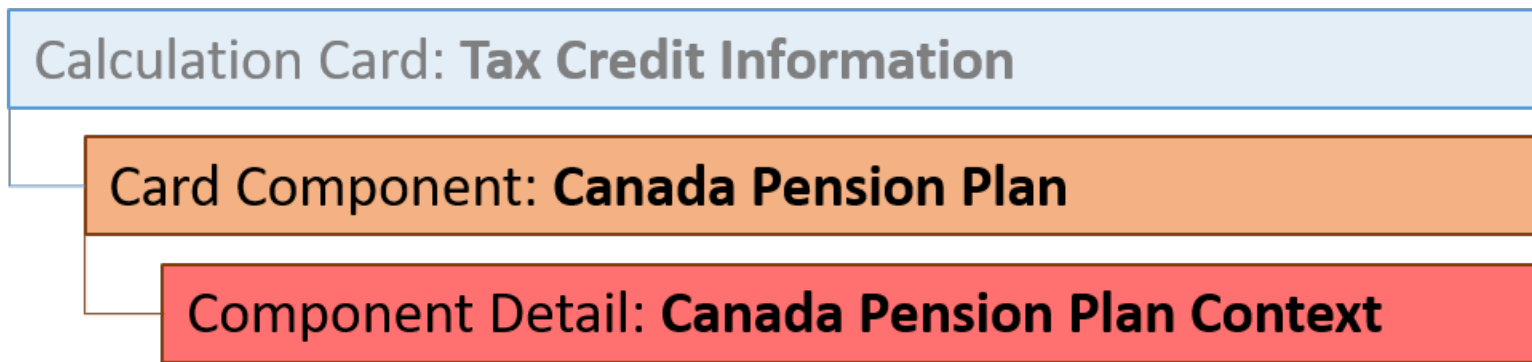 Calculation Card: Tax Credit Information
Card Component: Canada Pension Plan
Component Detail: Canada Pension Plan Context